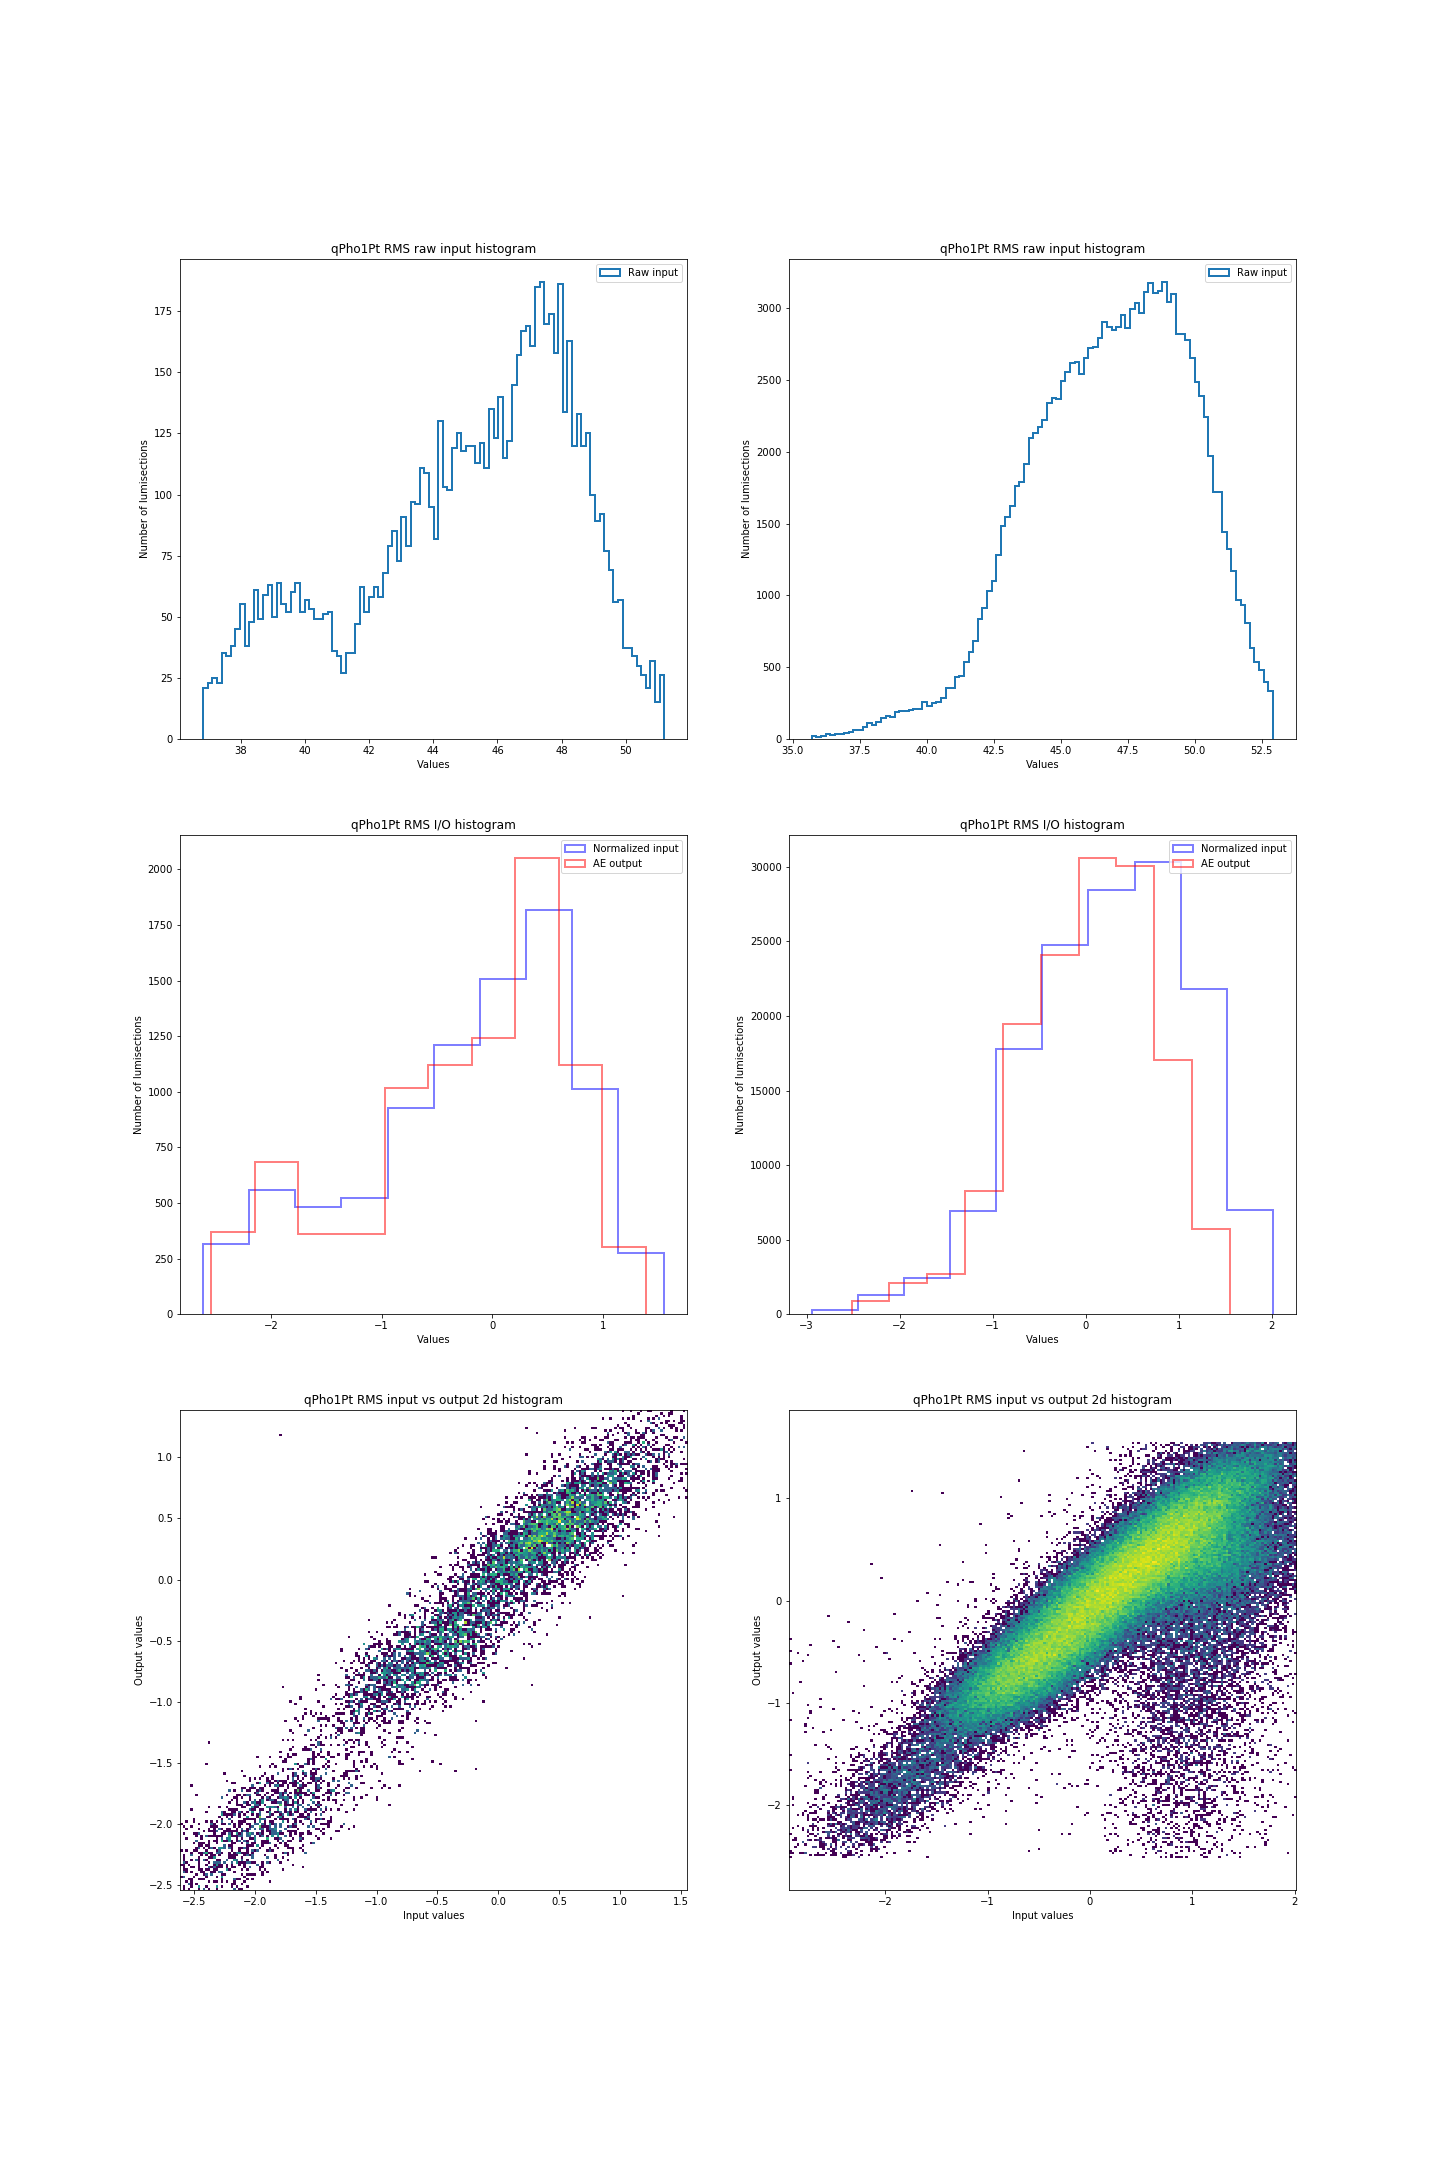 qPho1Pt RMS raw input histogram
Raw input
175
150
125
100
75
50
25
0
Number of lumisections
38 40 42 44 46 48 50
Values
qPho1Pt RMS raw input histogram
Raw input
3000
2500
2000
1500
1000
500
0
Number of lumisections
35.0 37.5 40.0 42.5 45.0 47.5 50.0 52.5
Values
qPho1Pt RMS I/O histogram
Normalized input
AE output
2000
1750
1500
1250
1000
750
500
250
0
Number of lumisections
−2 −1 0 1
Values
qPho1Pt RMS I/O histogram
Normalized input
AE output
30000
25000
20000
15000
10000
5000
0
Number of lumisections
−3 −2 −1 0 1 2
Values
qPho1Pt RMS input vs output 2d histogram
1.0
0.5
0.0
−0.5
−1.0
−1.5
−2.0
−2.5
Output values
−2.5 −2.0 −1.5 −1.0 −0.5 0.0 0.5 1.0 1.5
Input values
qPho1Pt RMS input vs output 2d histogram
1
0
−1
−2
Output values
−2 −1 0 1 2
Input values